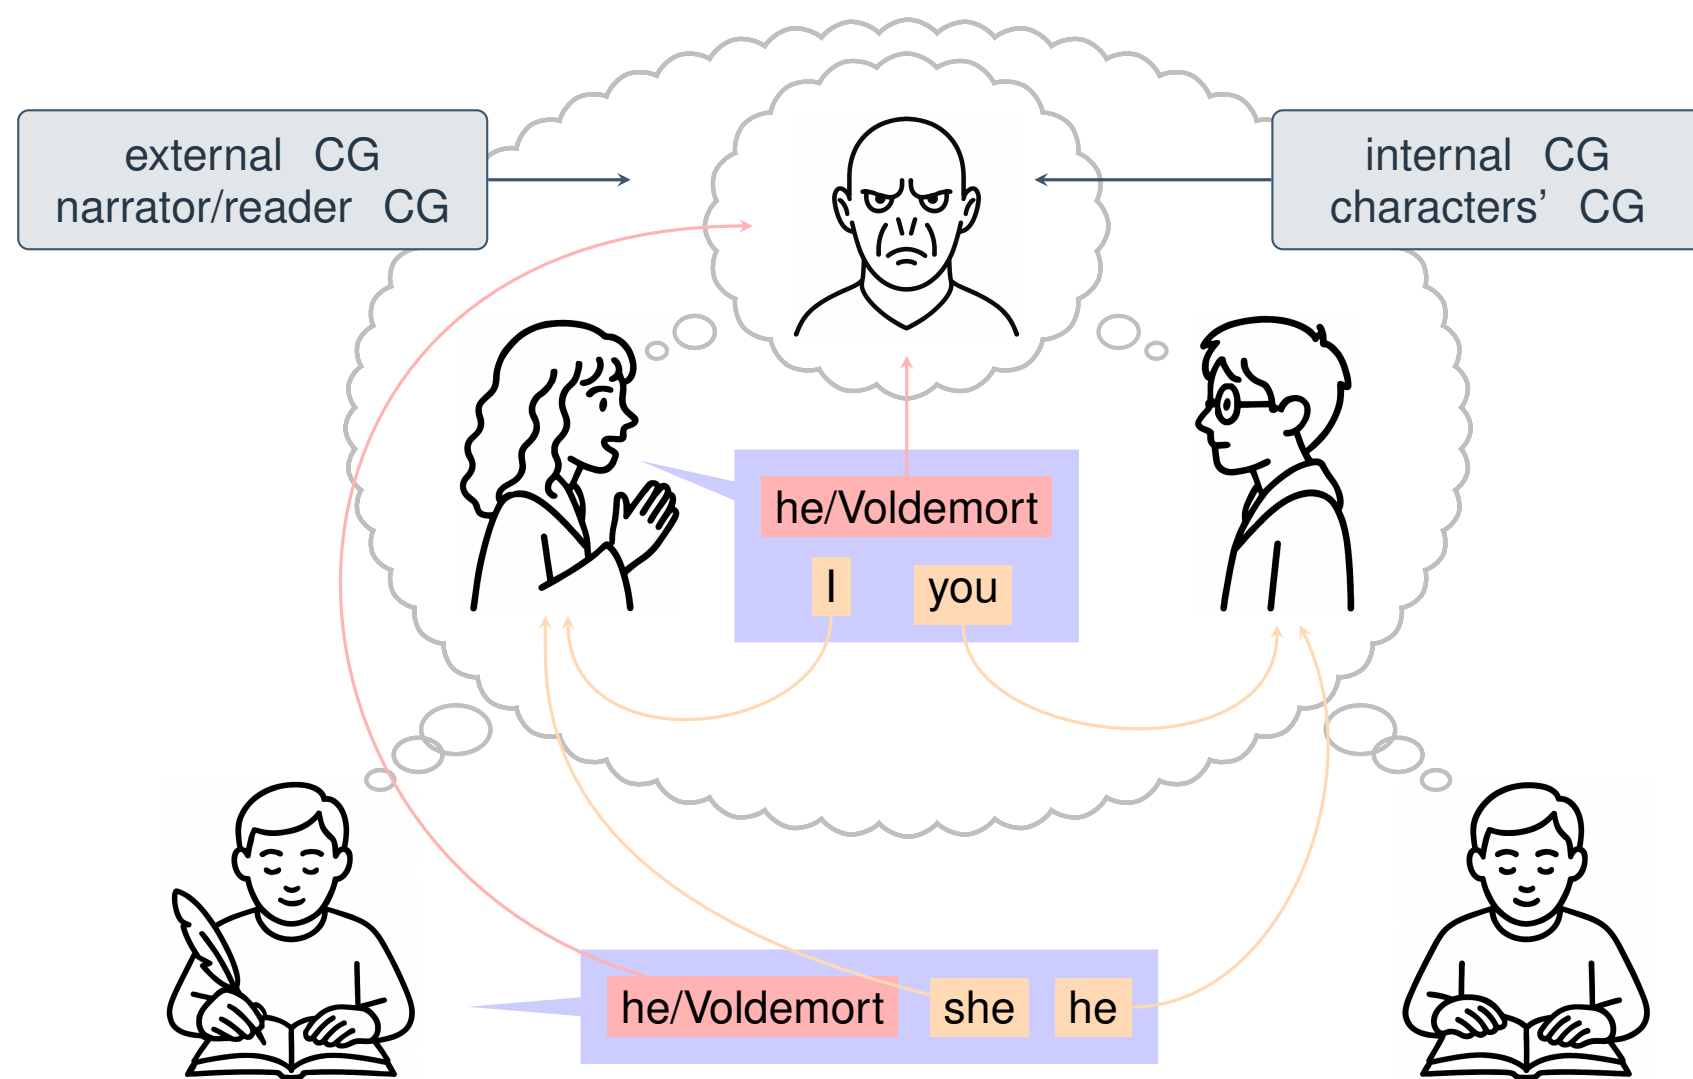 external CG
narrator/reader CG
internal CG
characters’ CG
he/Voldemort
I you
he/Voldemort she he